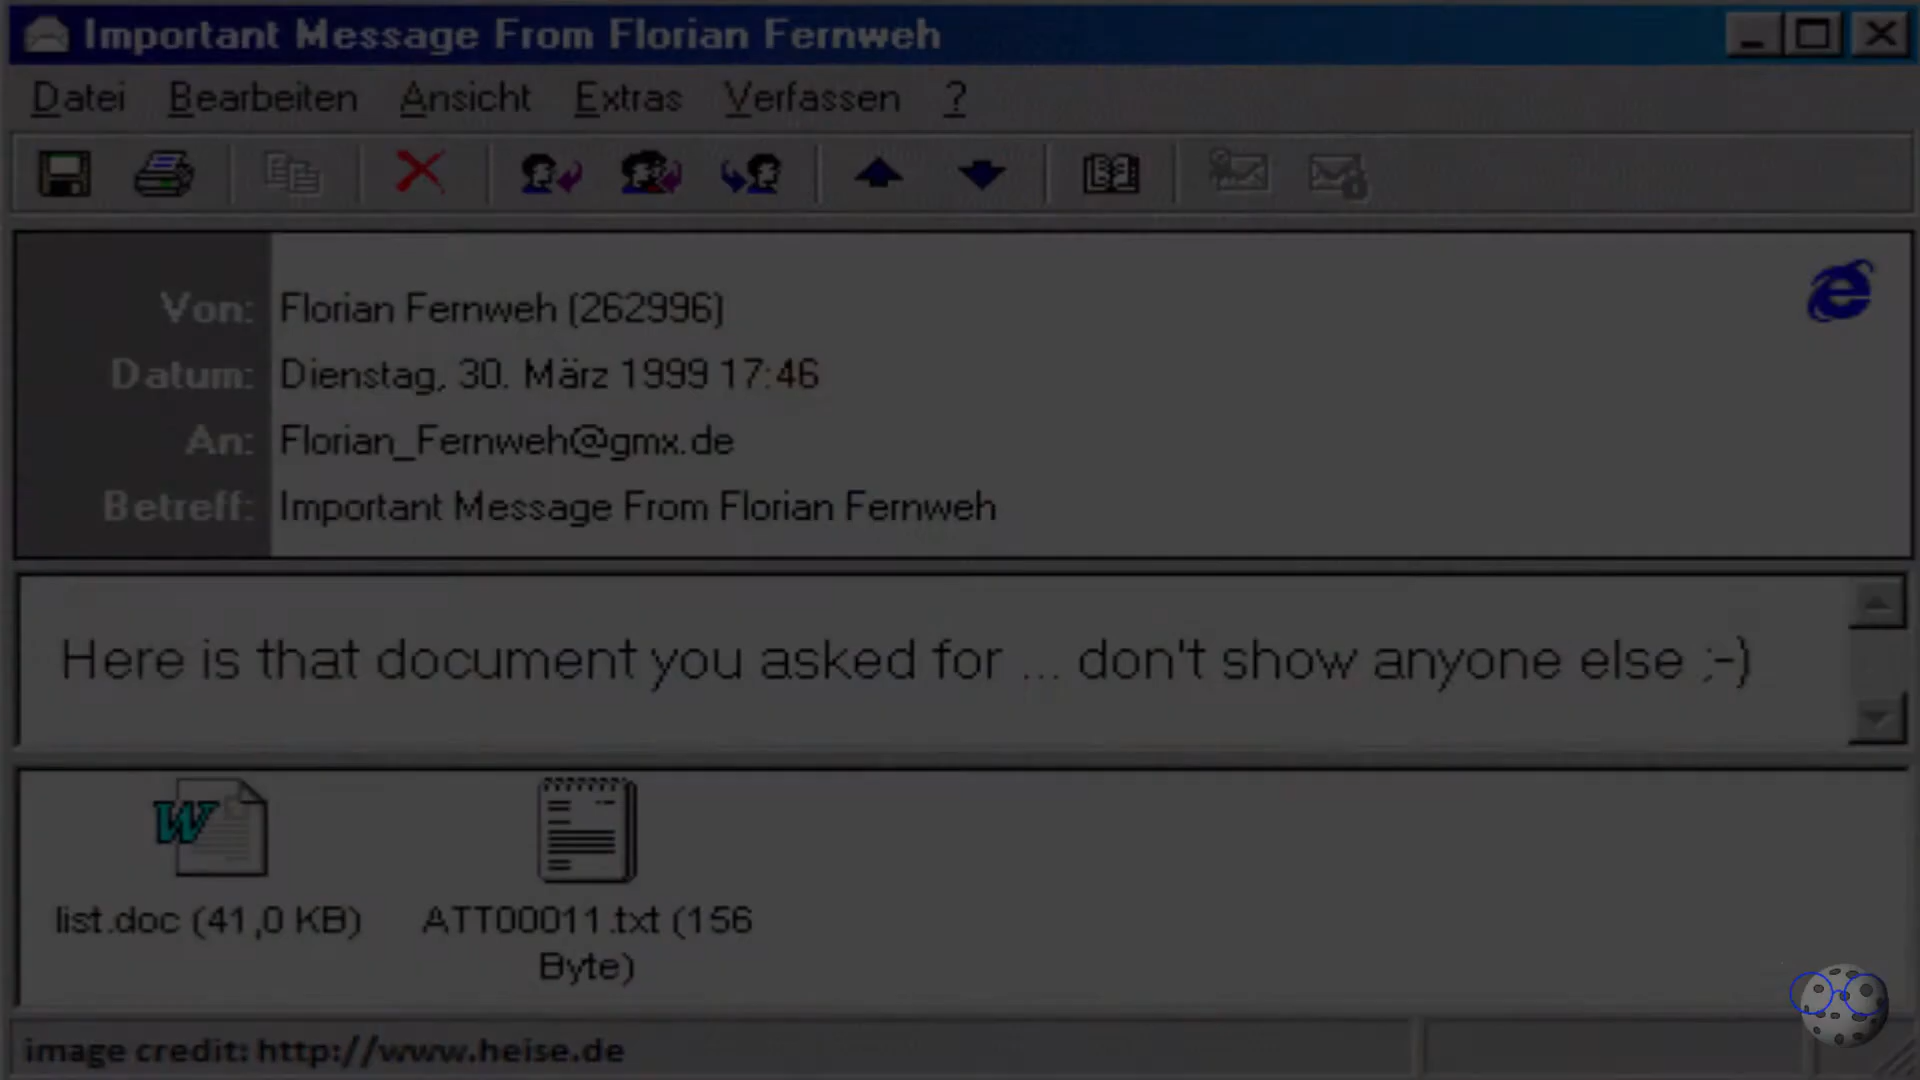 Important Message From Florian Fernweh
Datei Bearbeiten Ansicht Extras Verfassen ?
Von: Florian Fernweh (262996)
Datum: Dienstag, 30. März 1999 17:46
An: Florian_Fernweh@gmx.de
Betreff: Important Message From Florian Fernweh
Here is that document you asked for ... don't show anyone else ;-)
list.doc (41,0 KB) ATT00011.txt (156
Byte)
image credit: http://www.heise.de